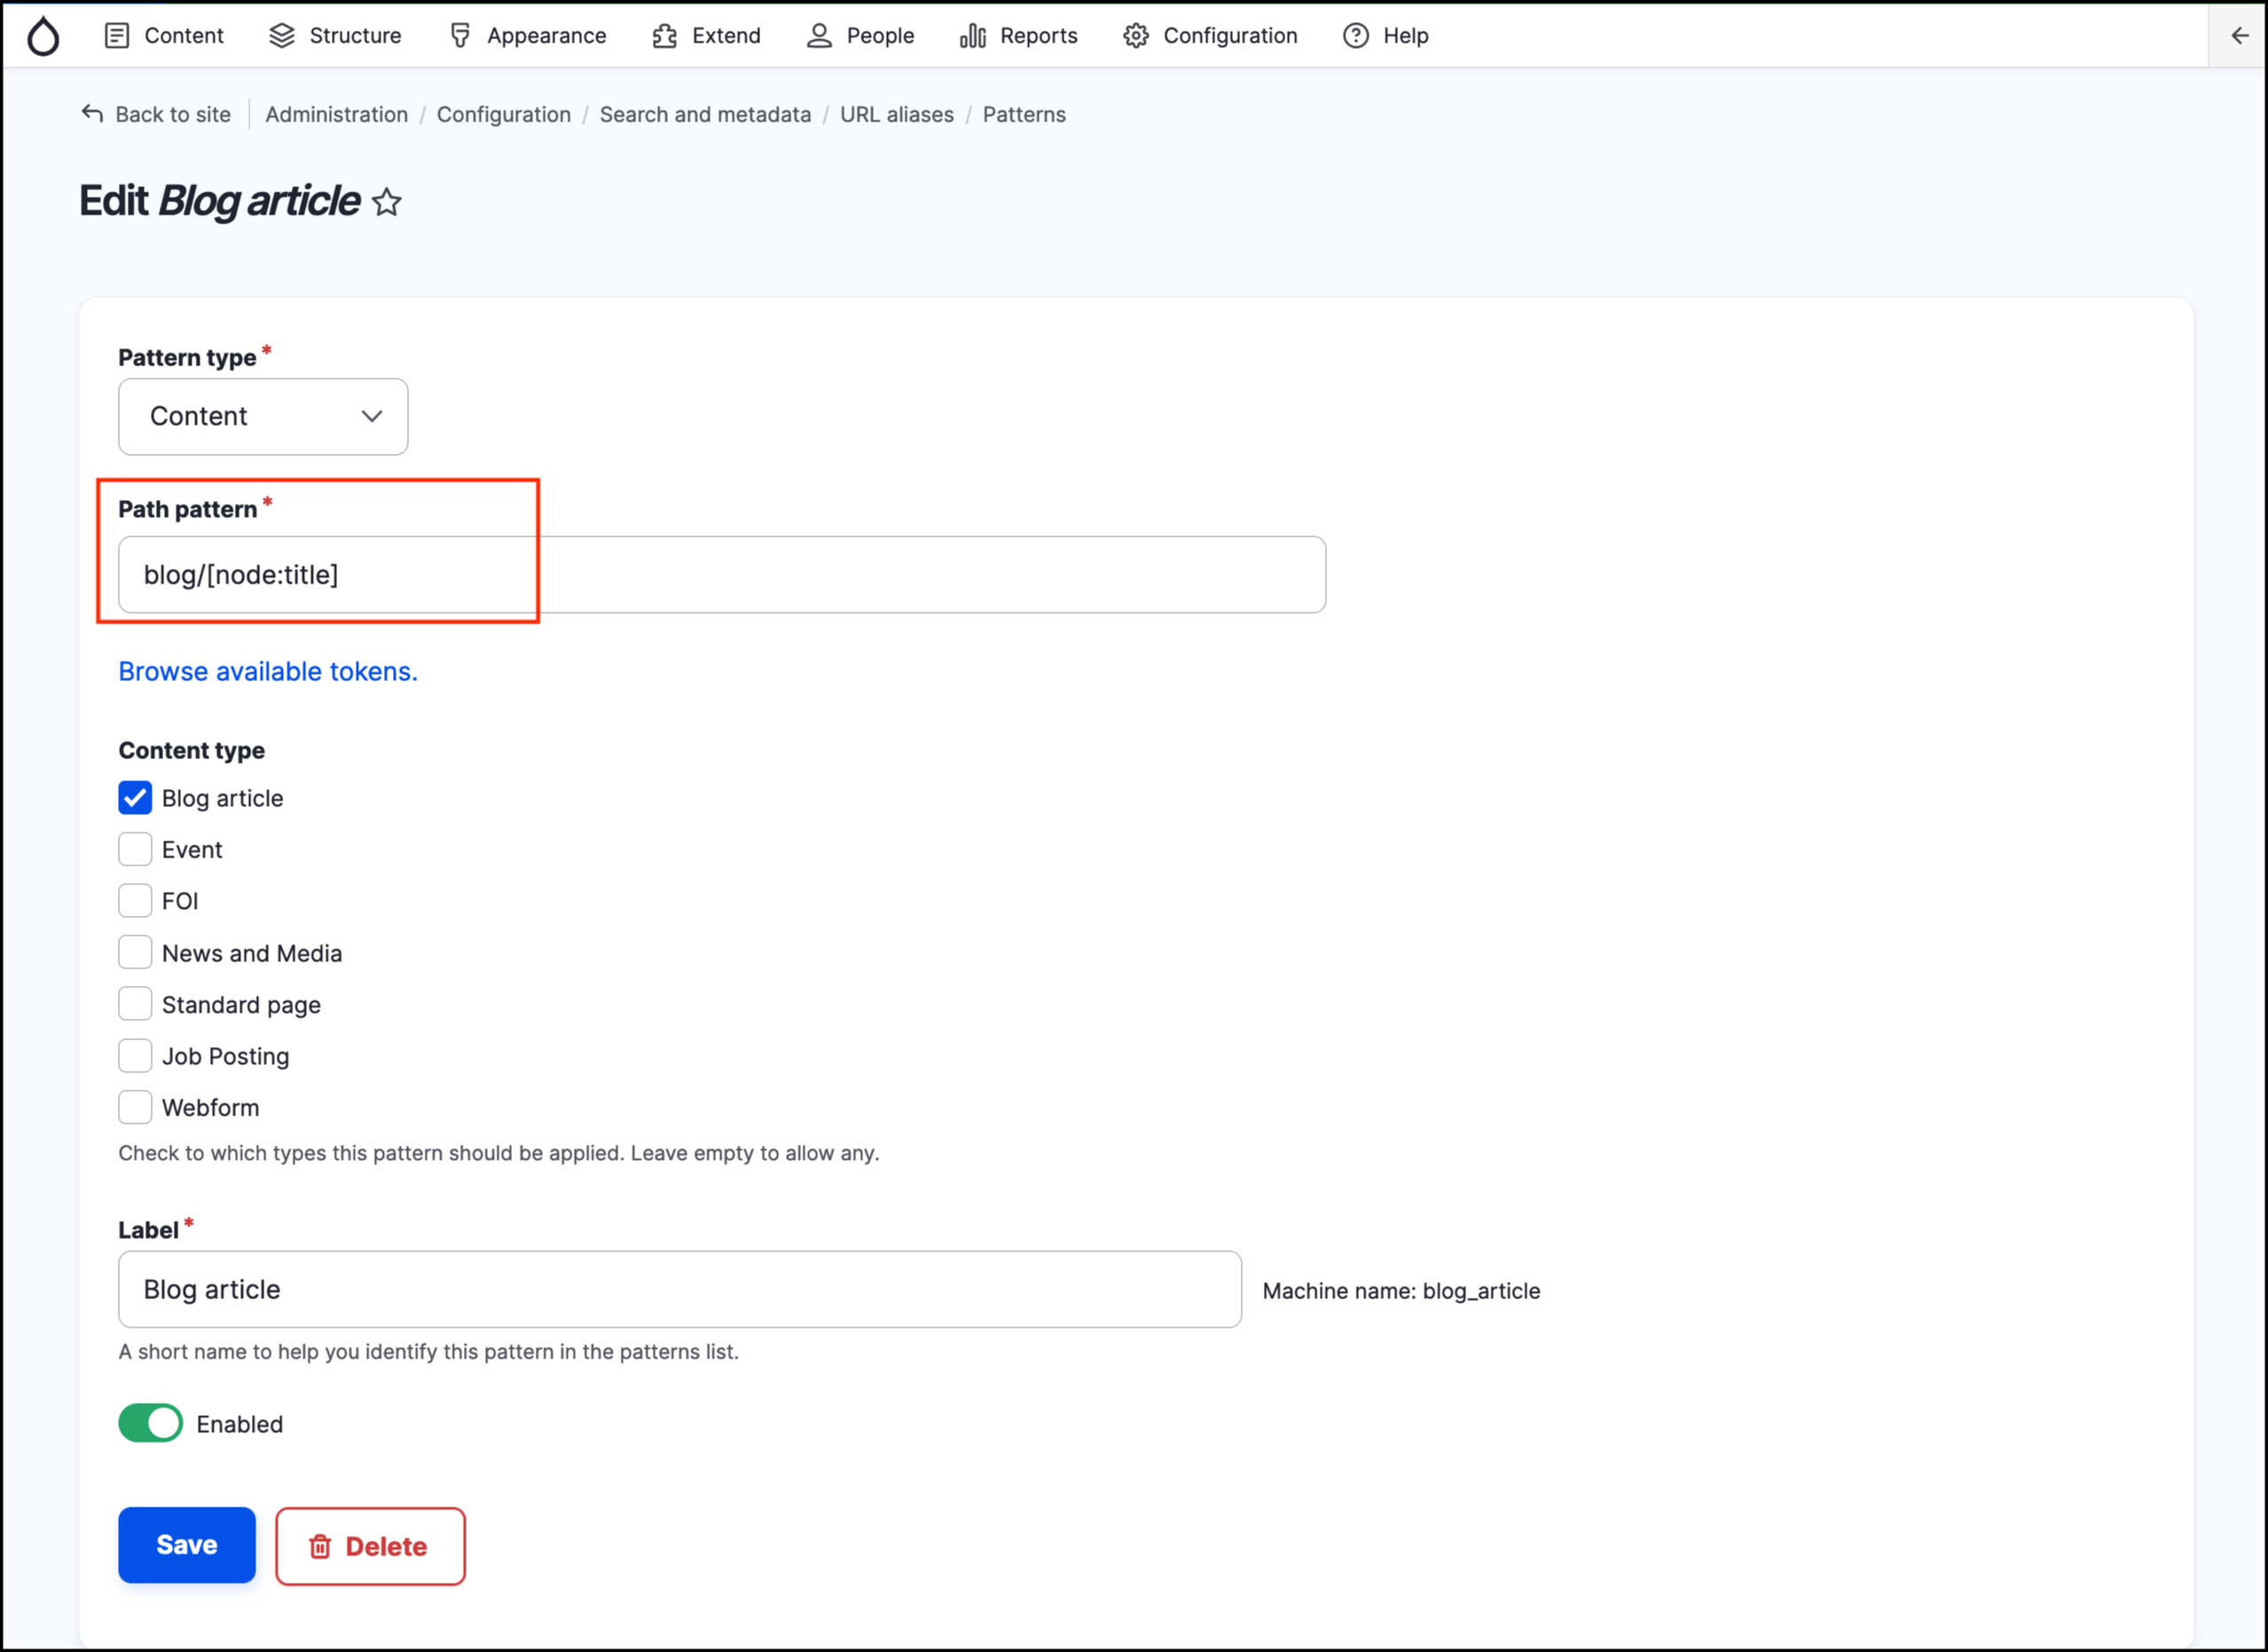 Content Structure Appearance Extend People Reports Configuration Help
Back to site Administration / Configuration / Search and metadata / URL aliases / Patterns
Edit Blog article
Pattern type *
Content
Path pattern *
blog/[node:title]
Browse available tokens.
Content type
Blog article
Event
FOI
News and Media
Standard page
Job Posting
Webform
Check to which types this pattern should be applied. Leave empty to allow any.
Label *
Blog article Machine name: blog_article
A short name to help you identify this pattern in the patterns list.
Enabled
Save Delete